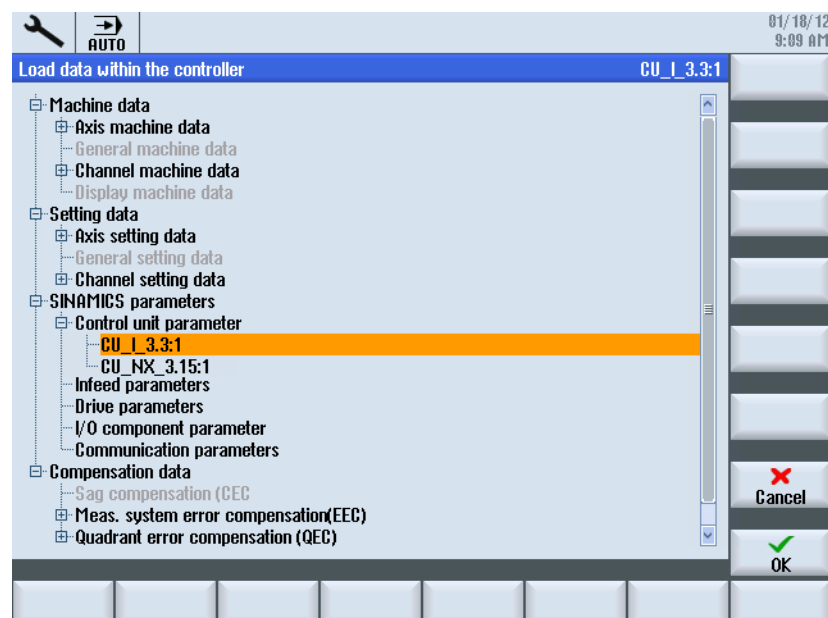 AUTO
01/18/12
9:09 AM
Load data within the controller CU_I_3.3:1
Machine data
Axis machine data
General machine data
Channel machine data
Display machine data
Setting data
Axis setting data
General setting data
Channel setting data
SINAMICS parameters
Control unit parameter
CU_I_3.3:1
CU_NX_3.15:1
Infeed parameters
Drive parameters
I/O component parameter
Communication parameters
Compensation data
Sag compensation (CEC
Meas. system error compensation(EEC)
Quadrant error compensation (QEC)
Cancel
OK